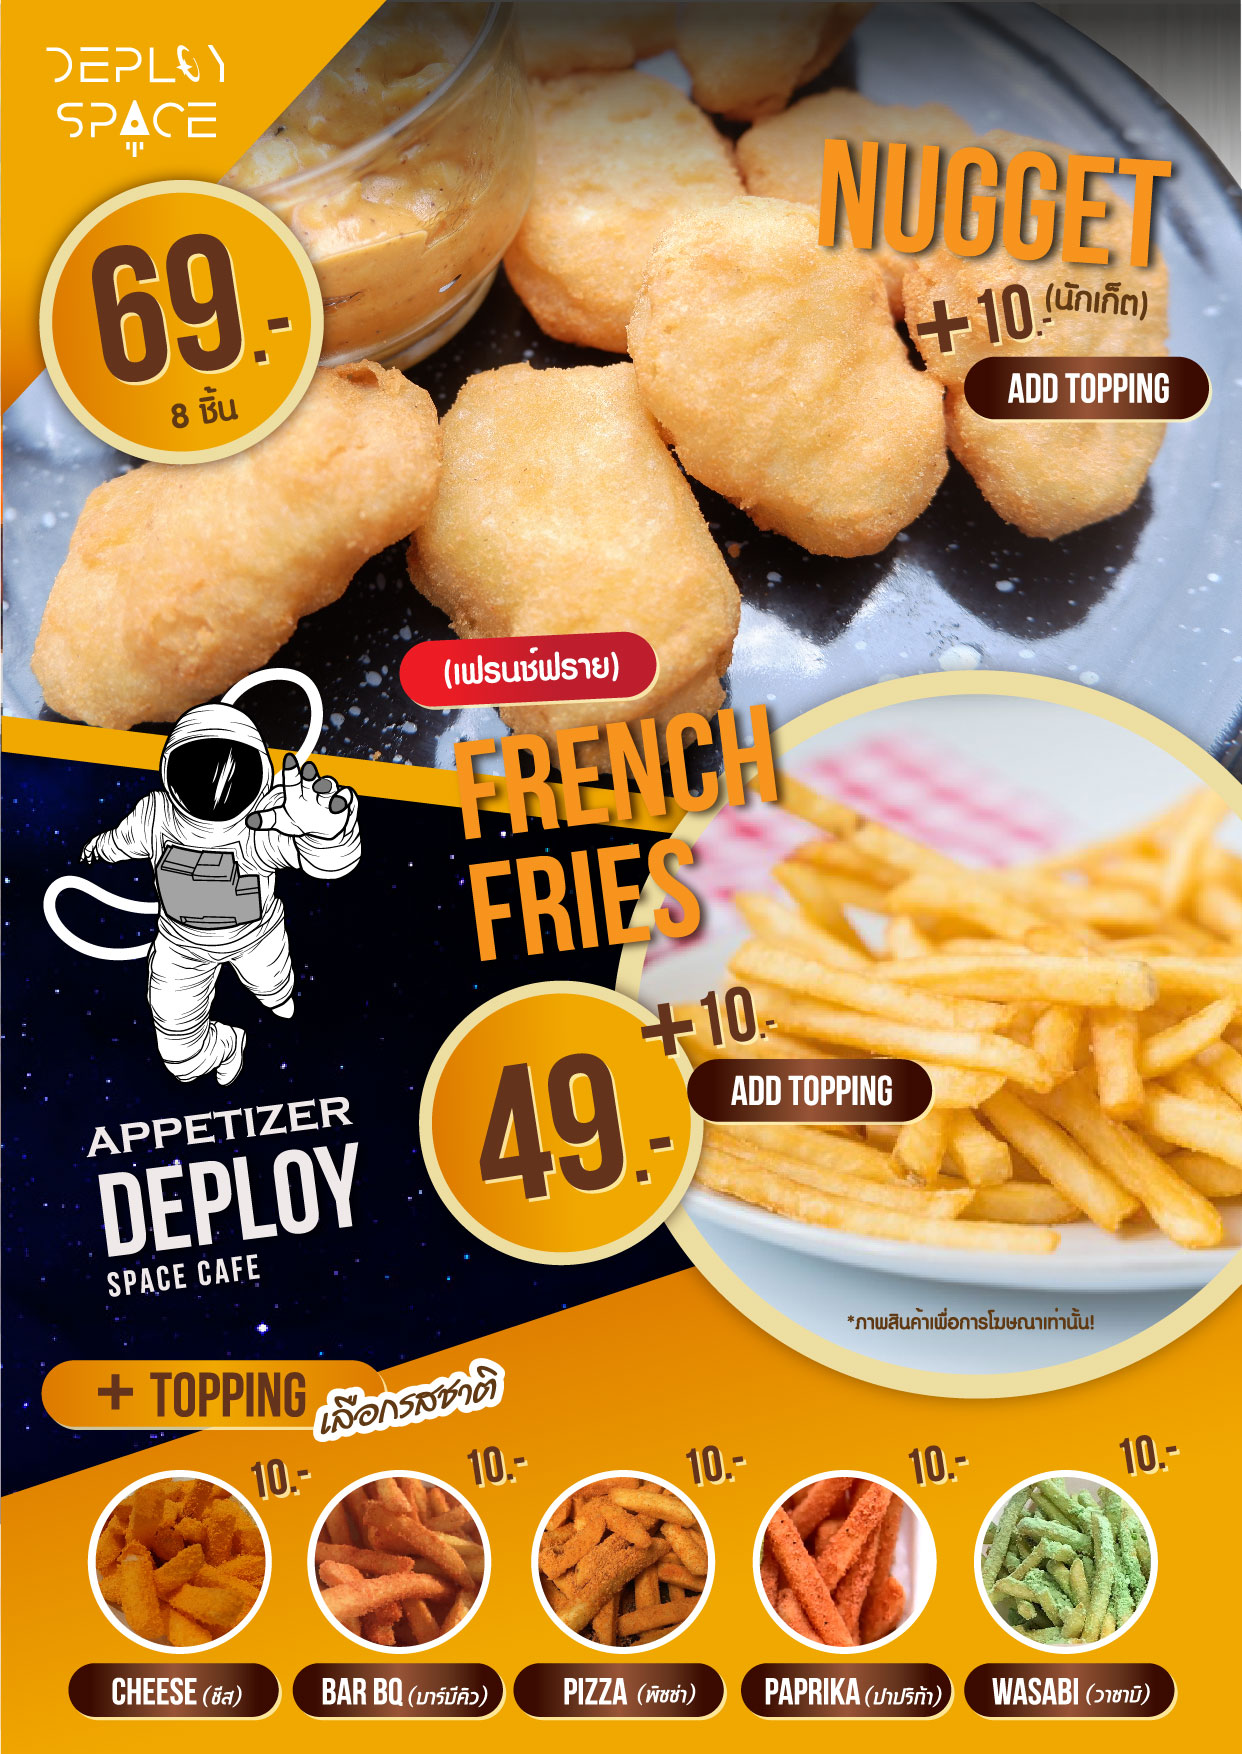 DEPLOY
SPACE
69.-
8 ชิ้น
NUGGET
+10.- (นักเก็ต)
ADD TOPPING
(เฟรนช์ฟราย)
FRENCH
FRIES
49.-
+10.-
ADD TOPPING
APPETIZER
DEPLOY
SPACE CAFE
*ภาพสินค้าเพื่อการโฆษณาเท่านั้น!
+ TOPPING เลือกรสชาติ
10.- 10.- 10.- 10.- 10.-
CHEESE (ชีส) BAR BQ (บาร์บีคิว) PIZZA (พิซซ่า) PAPRIKA (ปาปริก้า) WASABI (วาซาบิ)